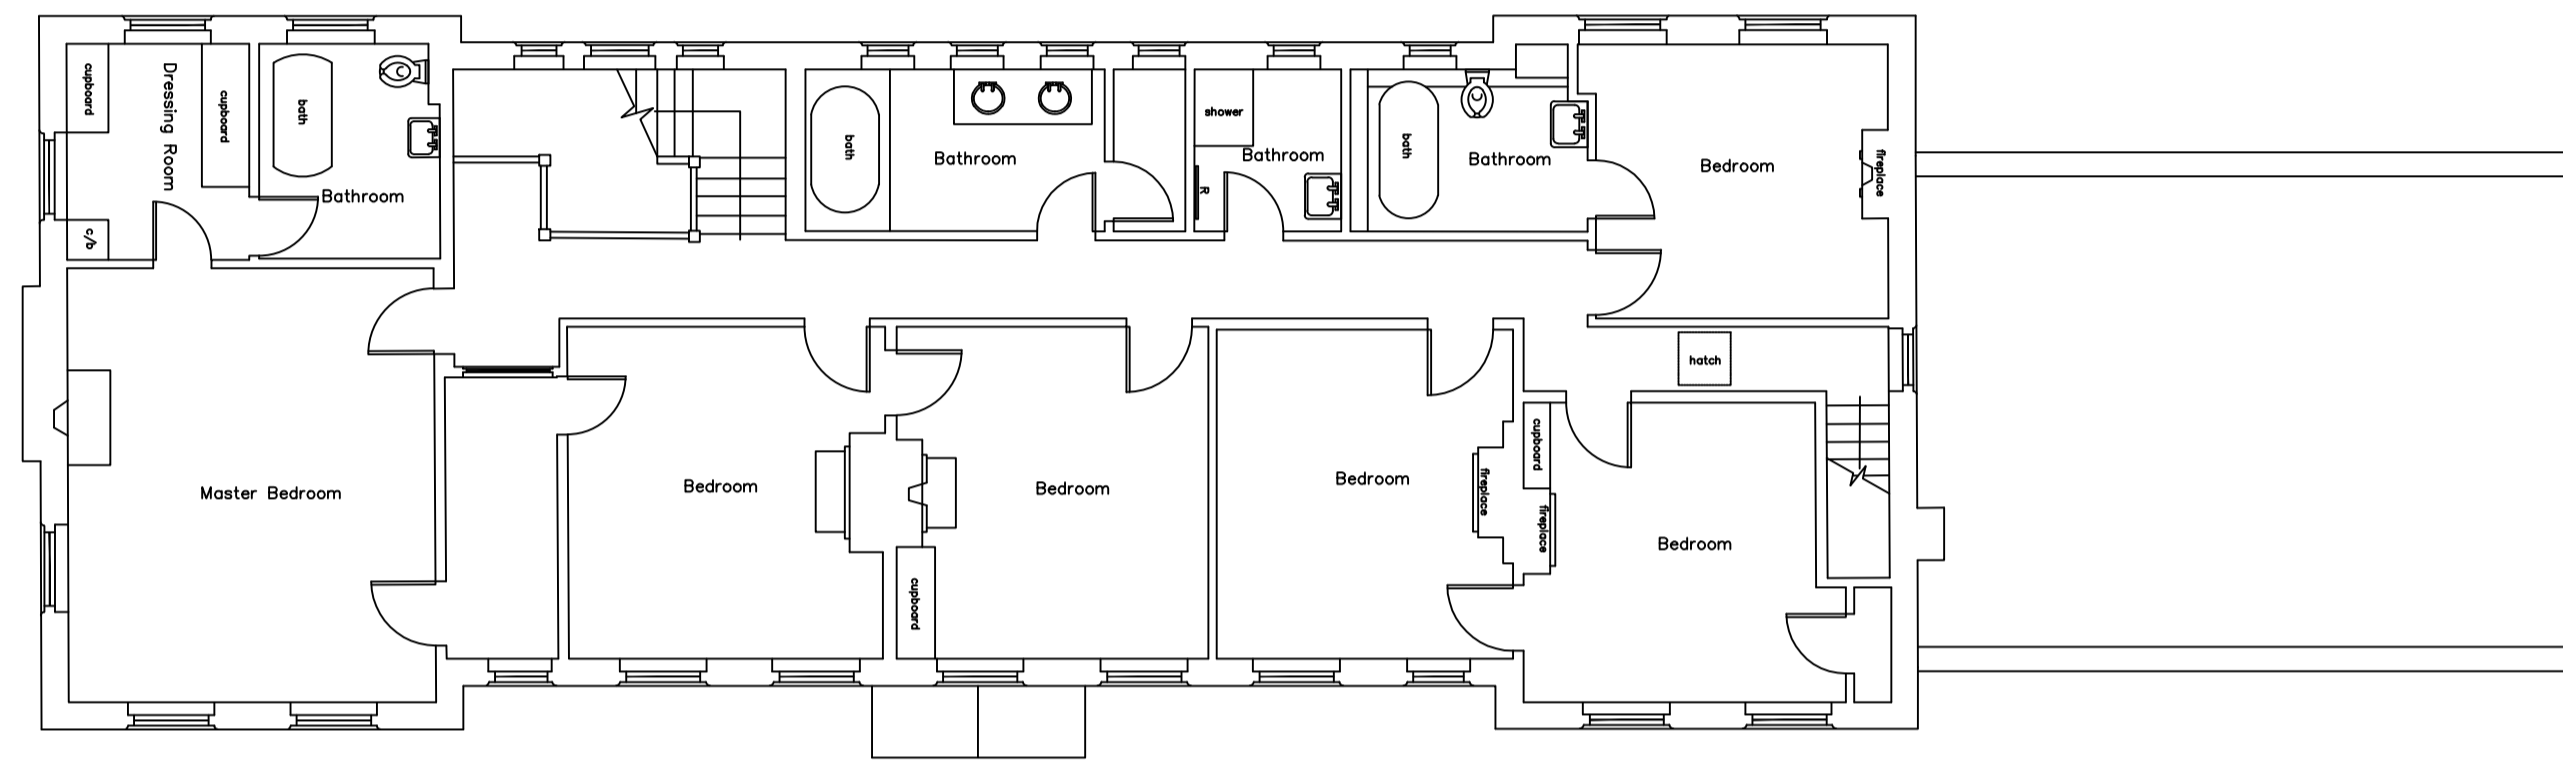 cupboard
Dressing Room
cupboard
c/b
bath
Bathroom
bath
Bathroom
shower
Bathroom
R
bath
Bathroom
Bedroom
fireplace
hatch
Master Bedroom
Bedroom
Bedroom
cupboard
Bedroom
fireplace
cupboard
fireplace
Bedroom